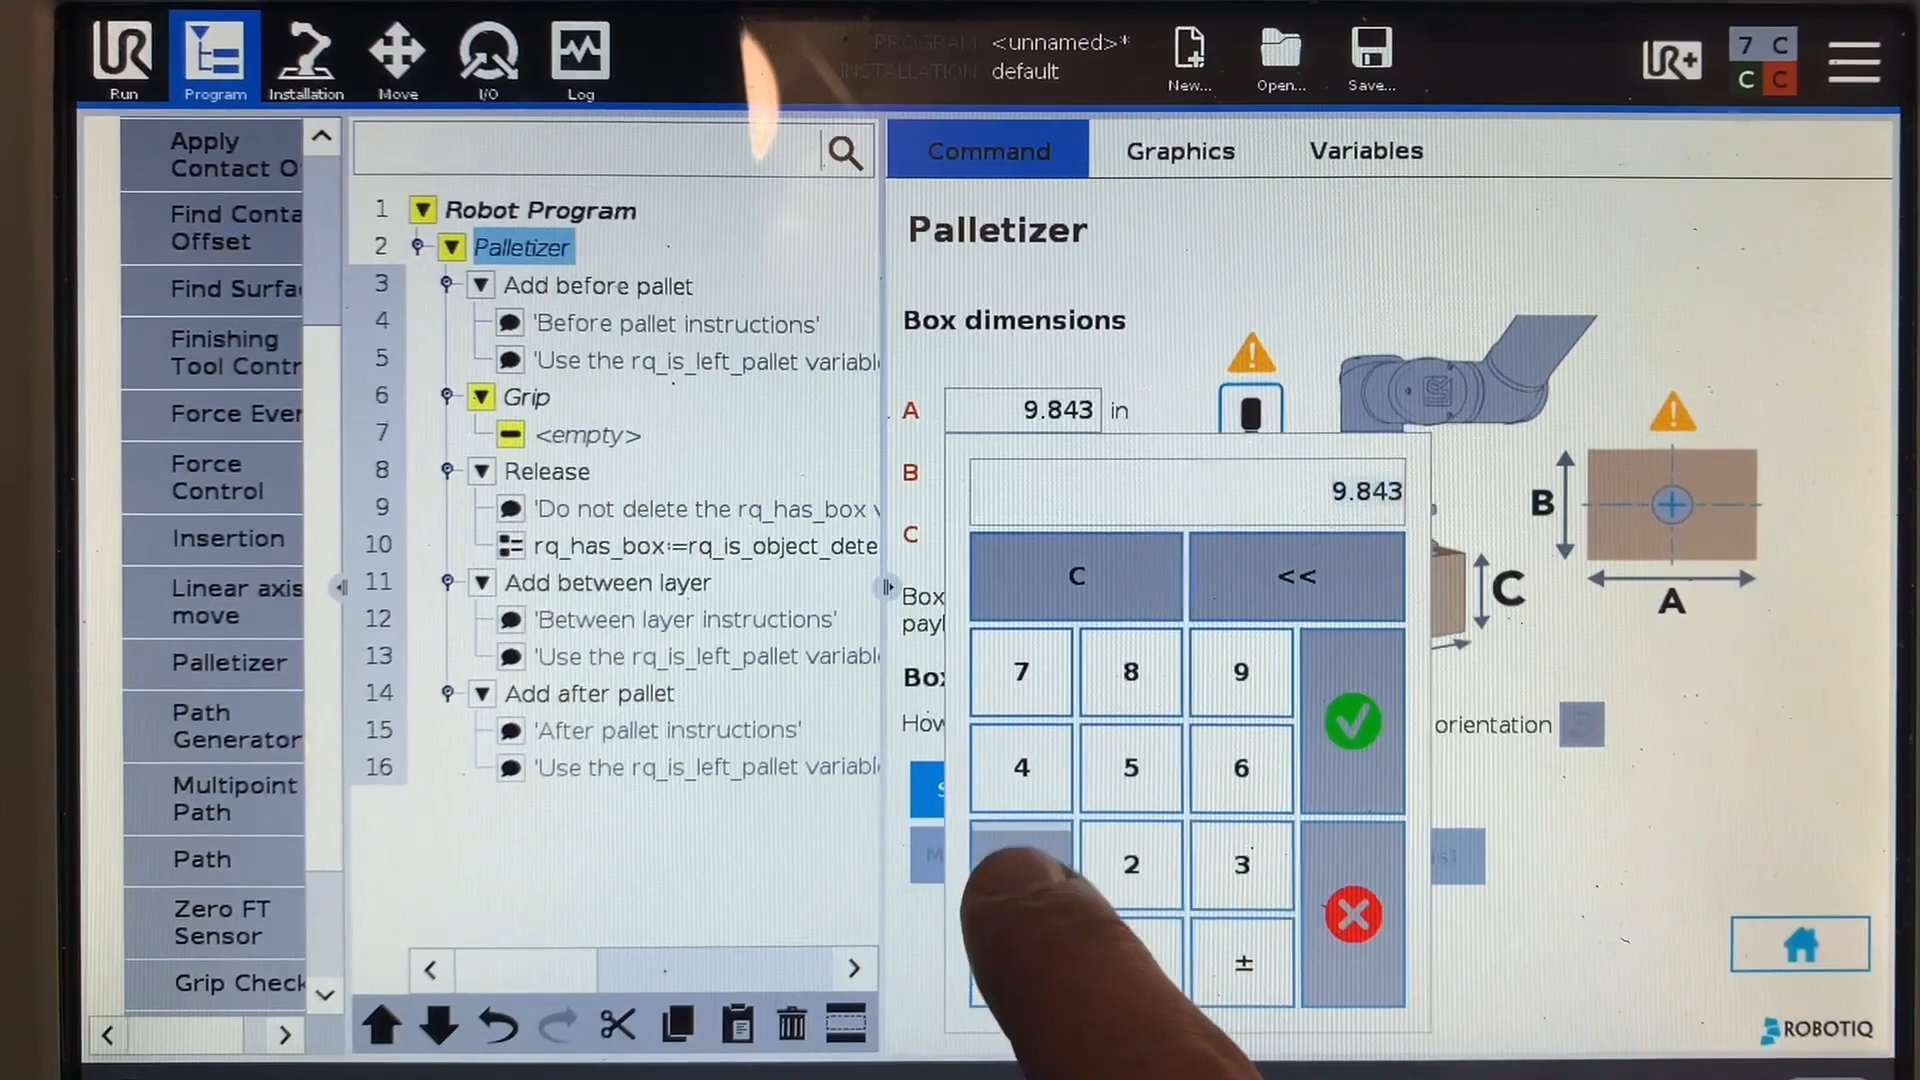 UR
Run
Program
Installation
Move
I/O
Log
PROGRAM <unnamed>*
INSTALLATION default
New...
Open...
Save...
UR+
7 C
C C
Apply
Contact O
Find Conta
Offset
Find Surfa
Finishing
Tool Contr
Force Ever
Force
Control
Insertion
Linear axis
move
Palletizer
Path
Generator
Multipoint
Path
Path
Zero FT
Sensor
Grip Check
1 Robot Program
2 Palletizer
3 Add before pallet
4 'Before pallet instructions'
5 'Use the rq_is_left_pallet variabl
6 Grip
7 <empty>
8 Release
9 'Do not delete the rq_has_box v
10 rq_has_box:=rq_is_object_dete
11 Add between layer
12 'Between layer instructions'
13 'Use the rq_is_left_pallet variabl
14 Add after pallet
15 'After pallet instructions'
16 'Use the rq_is_left_pallet variabl
Command
Graphics
Variables
Palletizer
Box dimensions
A 9.843 in
B
C
Box
payl
Box
How
orientation
9.843
C <<
7 8 9
4 5 6
2 3
±
B
C
A
ROBOTIQ